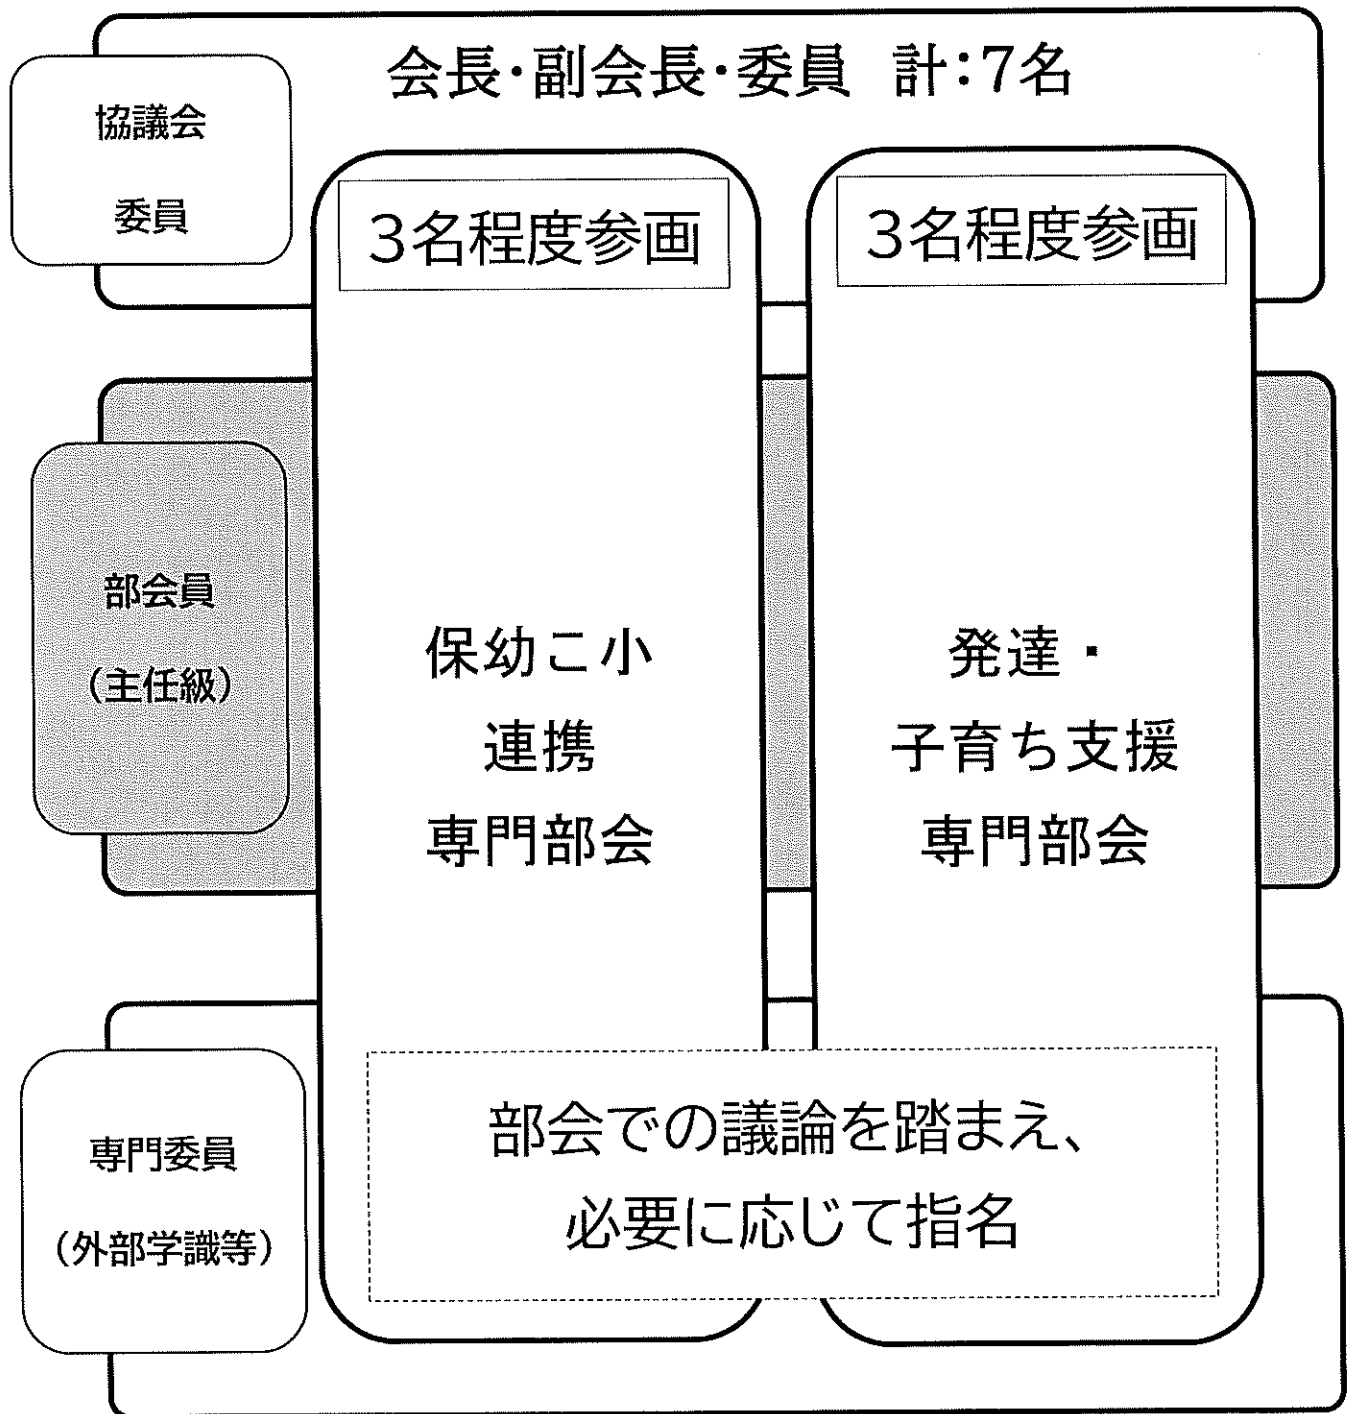 会長・副会長・委員　計：7名
協議会
委員
3名程度参画
3名程度参画
部会員
（主任級）
保幼こ小
連携
専門部会
発達・
子育ち支援
専門部会
専門委員
（外部学識等）
部会での議論を踏まえ、
必要に応じて指名